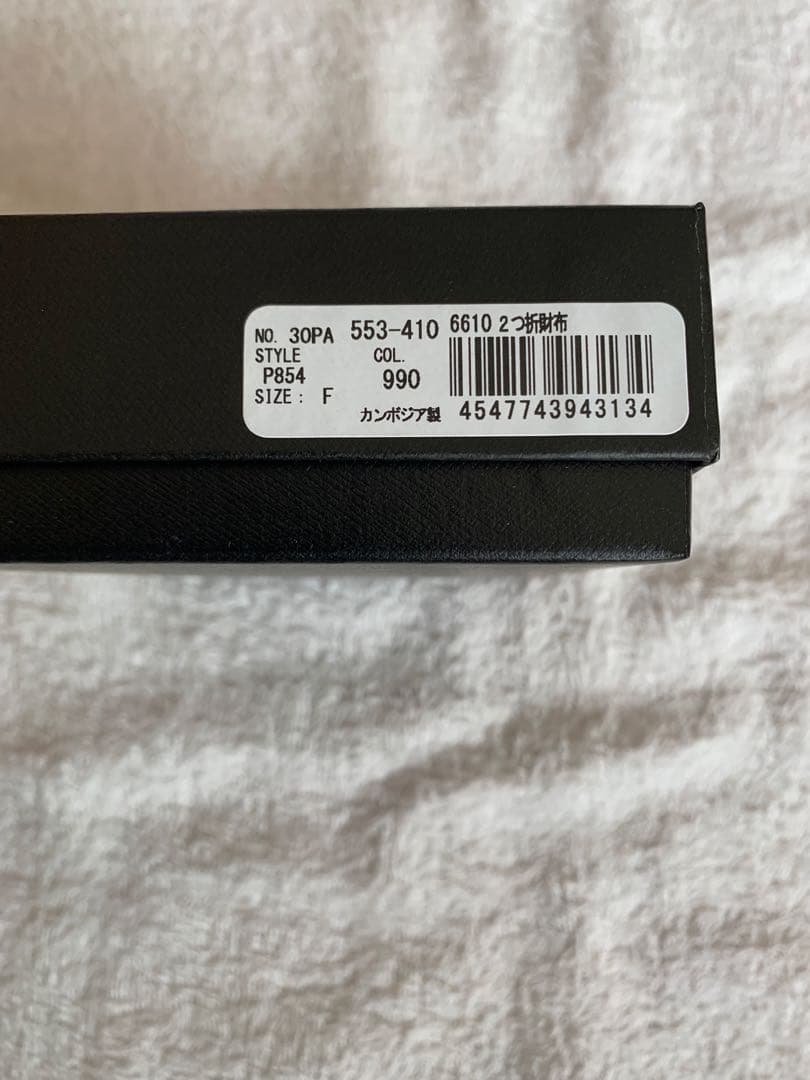 NO. 30PA 553-410 6610 2つ折財布
STYLE COL.
P854 990
SIZE: F
カンボジア製 4547743943134